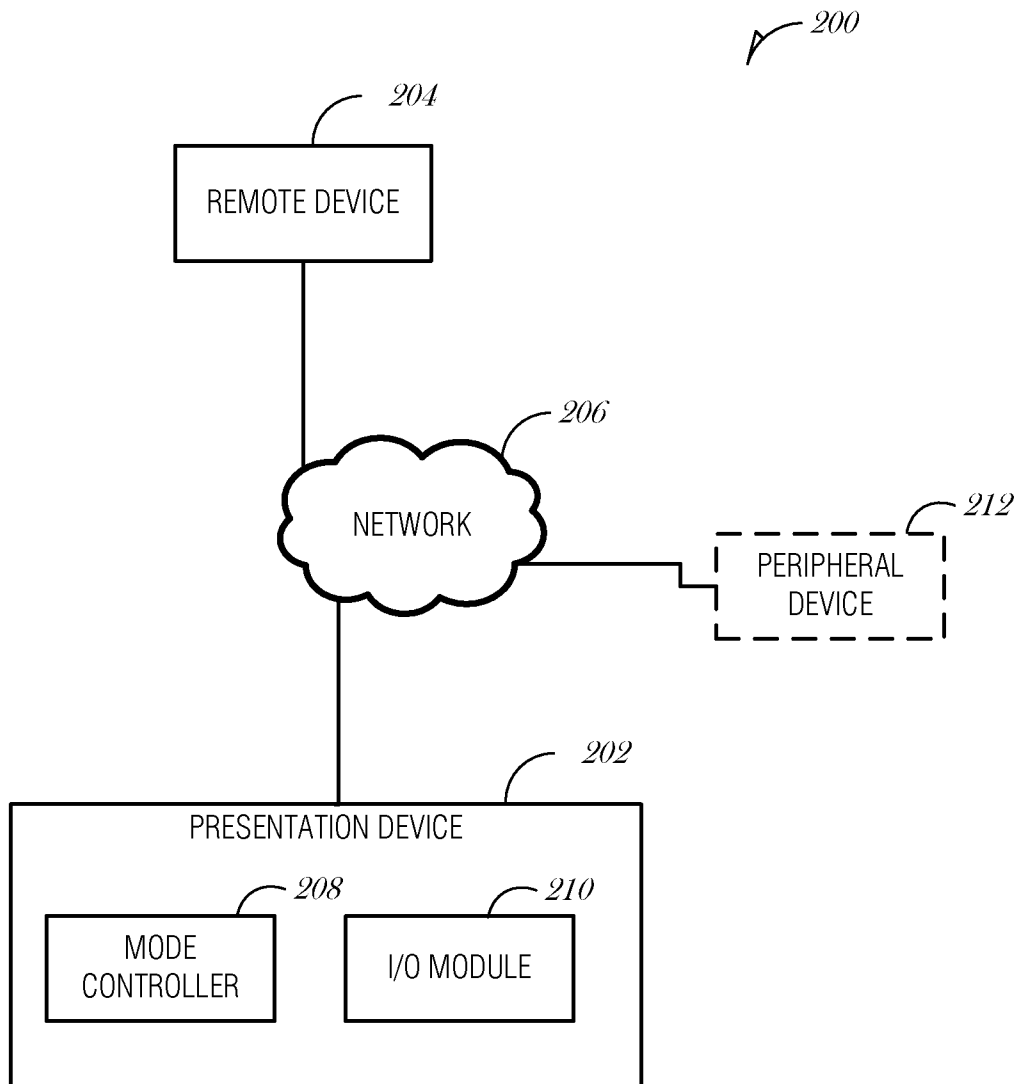 200
204
REMOTE DEVICE
206
NETWORK
212
PERIPHERAL
DEVICE
202
PRESENTATION DEVICE
208
210
MODE
CONTROLLER
I/O MODULE